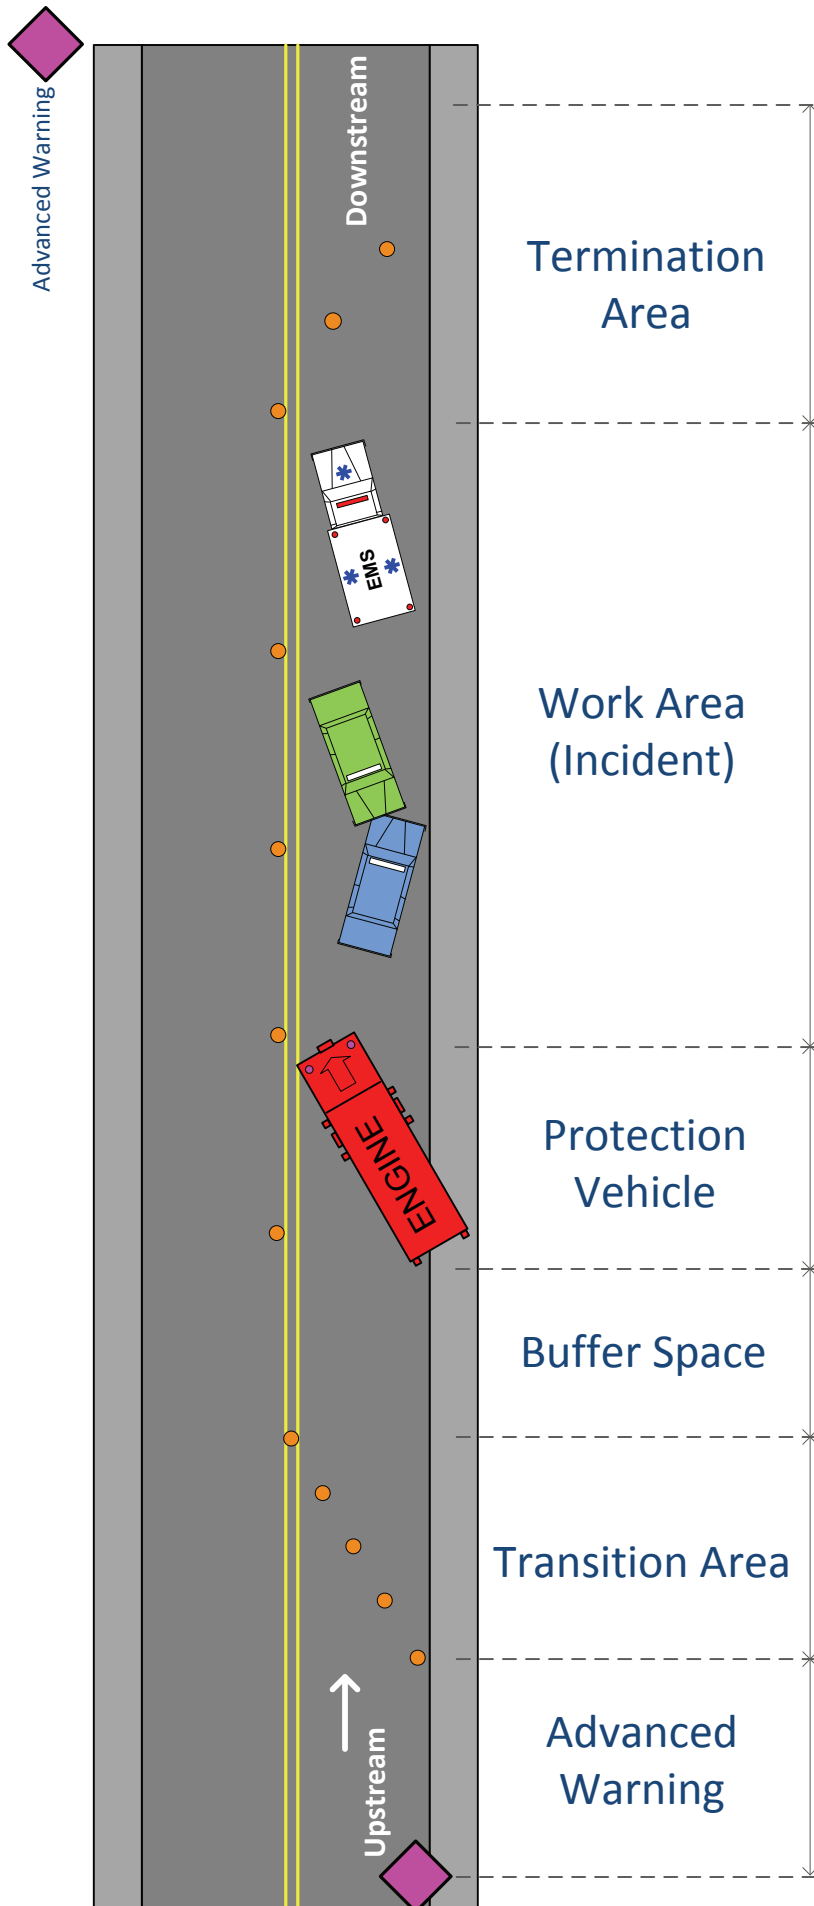 Advanced Warning
Downstream
Termination
Area
EMS
Work Area
(Incident)
ENGINE
Protection
Vehicle
Buffer Space
Transition Area
Upstream
Advanced
Warning